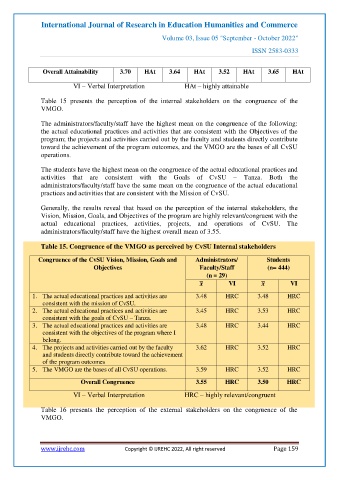 International Journal of Research in Education Humanities and Commerce
Volume 03, Issue 05 "September - October 2022"
ISSN 2583-0333
Overall Attainability 3.70 HAt 3.64 HAt 3.52 HAt 3.65 HAt
VI – Verbal Interpretation HAt – highly attainable
Table 15 presents the perception of the internal stakeholders on the congruence of the
VMGO.
The administrators/faculty/staff have the highest mean on the congruence of the following:
the actual educational practices and activities that are consistent with the Objectives of the
program; the projects and activities carried out by the faculty and students directly contribute
toward the achievement of the program outcomes, and the VMGO are the bases of all CvSU
operations.
The students have the highest mean on the congruence of the actual educational practices and
activities that are consistent with the Goals of CvSU – Tanza. Both the
administrators/faculty/staff have the same mean on the congruence of the actual educational
practices and activities that are consistent with the Mission of CvSU.
Generally, the results reveal that based on the perception of the internal stakeholders, the
Vision, Mission, Goals, and Objectives of the program are highly relevant/congruent with the
actual educational practices, activities, projects, and operations of CvSU. The
administrators/faculty/staff have the highest overall mean of 3.55.
Table 15. Congruence of the VMGO as perceived by CvSU Internal stakeholders
Congruence of the CvSU Vision, Mission, Goals and Administrators/ Students
Objectives Faculty/Staff (n= 444)
(n = 29)
x̄ VI x̄ VI
1. The actual educational practices and activities are 3.48 HRC 3.48 HRC
consistent with the mission of CvSU.
2. The actual educational practices and activities are 3.45 HRC 3.53 HRC
consistent with the goals of CvSU – Tanza.
3. The actual educational practices and activities are 3.48 HRC 3.44 HRC
consistent with the objectives of the program where I
belong.
4. The projects and activities carried out by the faculty 3.62 HRC 3.52 HRC
and students directly contribute toward the achievement
of the program outcomes
5. The VMGO are the bases of all CvSU operations. 3.59 HRC 3.52 HRC
Overall Congruence 3.55 HRC 3.50 HRC
VI – Verbal Interpretation HRC – highly relevant/congruent
Table 16 presents the perception of the external stakeholders on the congruence of the
VMGO.
www.ijrehc.com Copyright © IJREHC 2022, All right reserved Page 159